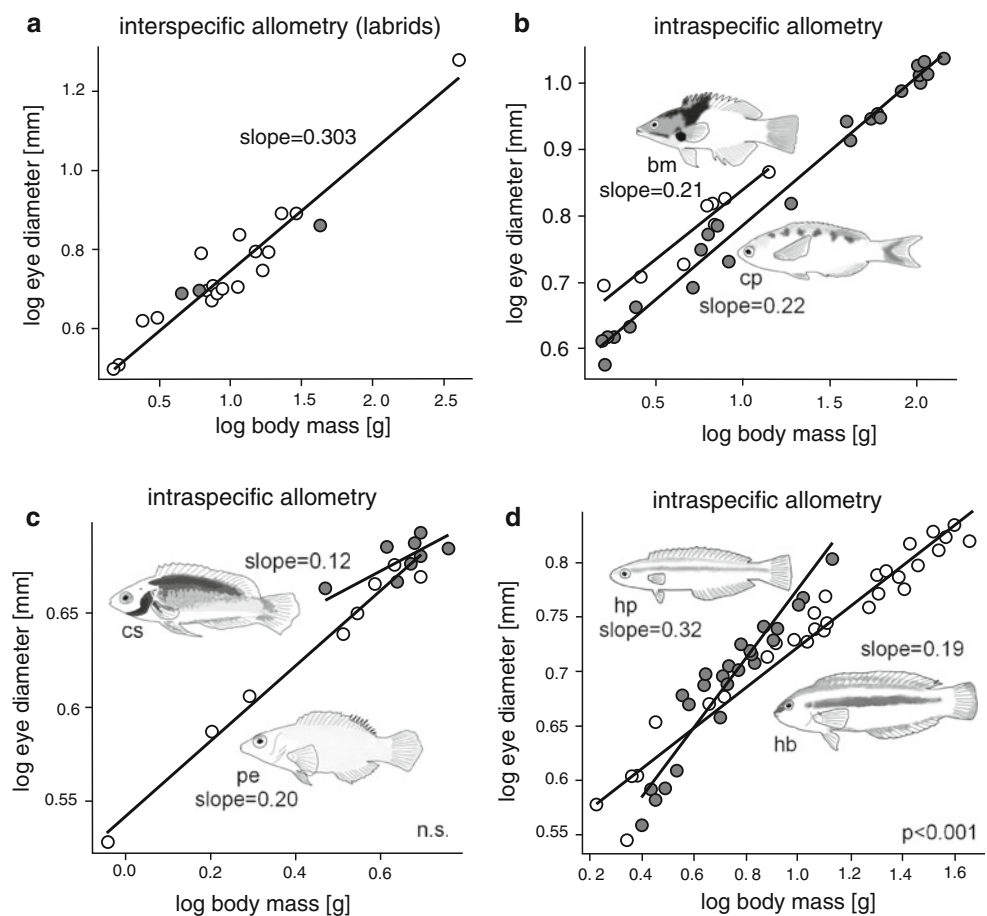 a interspecific allometry (labrids)
log eye diameter [mm]
1.2
1.0
0.8
0.6
slope=0.303
0.5 1.0 1.5 2.0 2.5
log body mass [g]
b intraspecific allometry
log eye diameter [mm]
1.0
0.9
0.8
0.7
0.6
bm
slope=0.21
cp
slope=0.22
0.5 1.0 1.5 2.0
log body mass [g]
intraspecific allometry
c
log eye diameter [mm]
0.65
0.6
0.55
slope=0.12
cs
pe
slope=0.20
n.s.
0.0 0.2 0.4 0.6
log body mass [g]
intraspecific allometry
d
log eye diameter [mm]
0.8
0.75
0.7
0.65
0.6
0.55
hp
slope=0.32
slope=0.19
hb
p<0.001
0.2 0.4 0.6 0.8 1.0 1.2 1.4 1.6
log body mass [g]